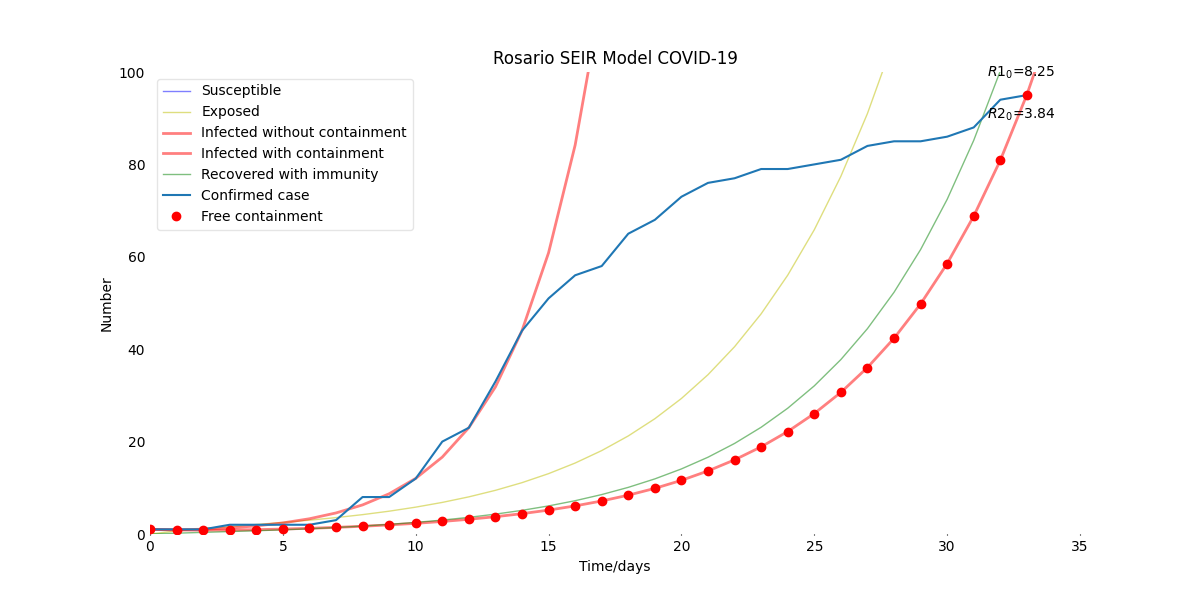 Rosario SEIR Model COVID-19
Number
100
80
60
40
20
0
Susceptible
Exposed
Infected without containment
Infected with containment
Recovered with immunity
Confirmed case
Free containment
R1₀=8.25
R2₀=3.84
0 5 10 15 20 25 30 35
Time/days